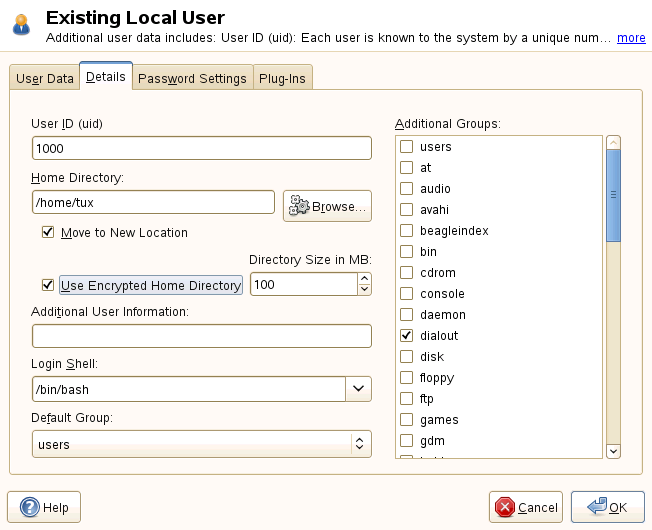 Existing Local User
Additional user data includes: User ID (uid): Each user is known to the system by a unique num... more
User Data
Details
Password Settings
Plug-Ins
User ID (uid)
1000
Home Directory:
/home/tux
Browse...
Move to New Location
Directory Size in MB:
Use Encrypted Home Directory
100
Additional User Information:
Login Shell:
/bin/bash
Default Group:
users
Additional Groups:
users
at
audio
avahi
beagleindex
bin
cdrom
console
daemon
dialout
disk
floppy
ftp
games
gdm
Help
Cancel
OK